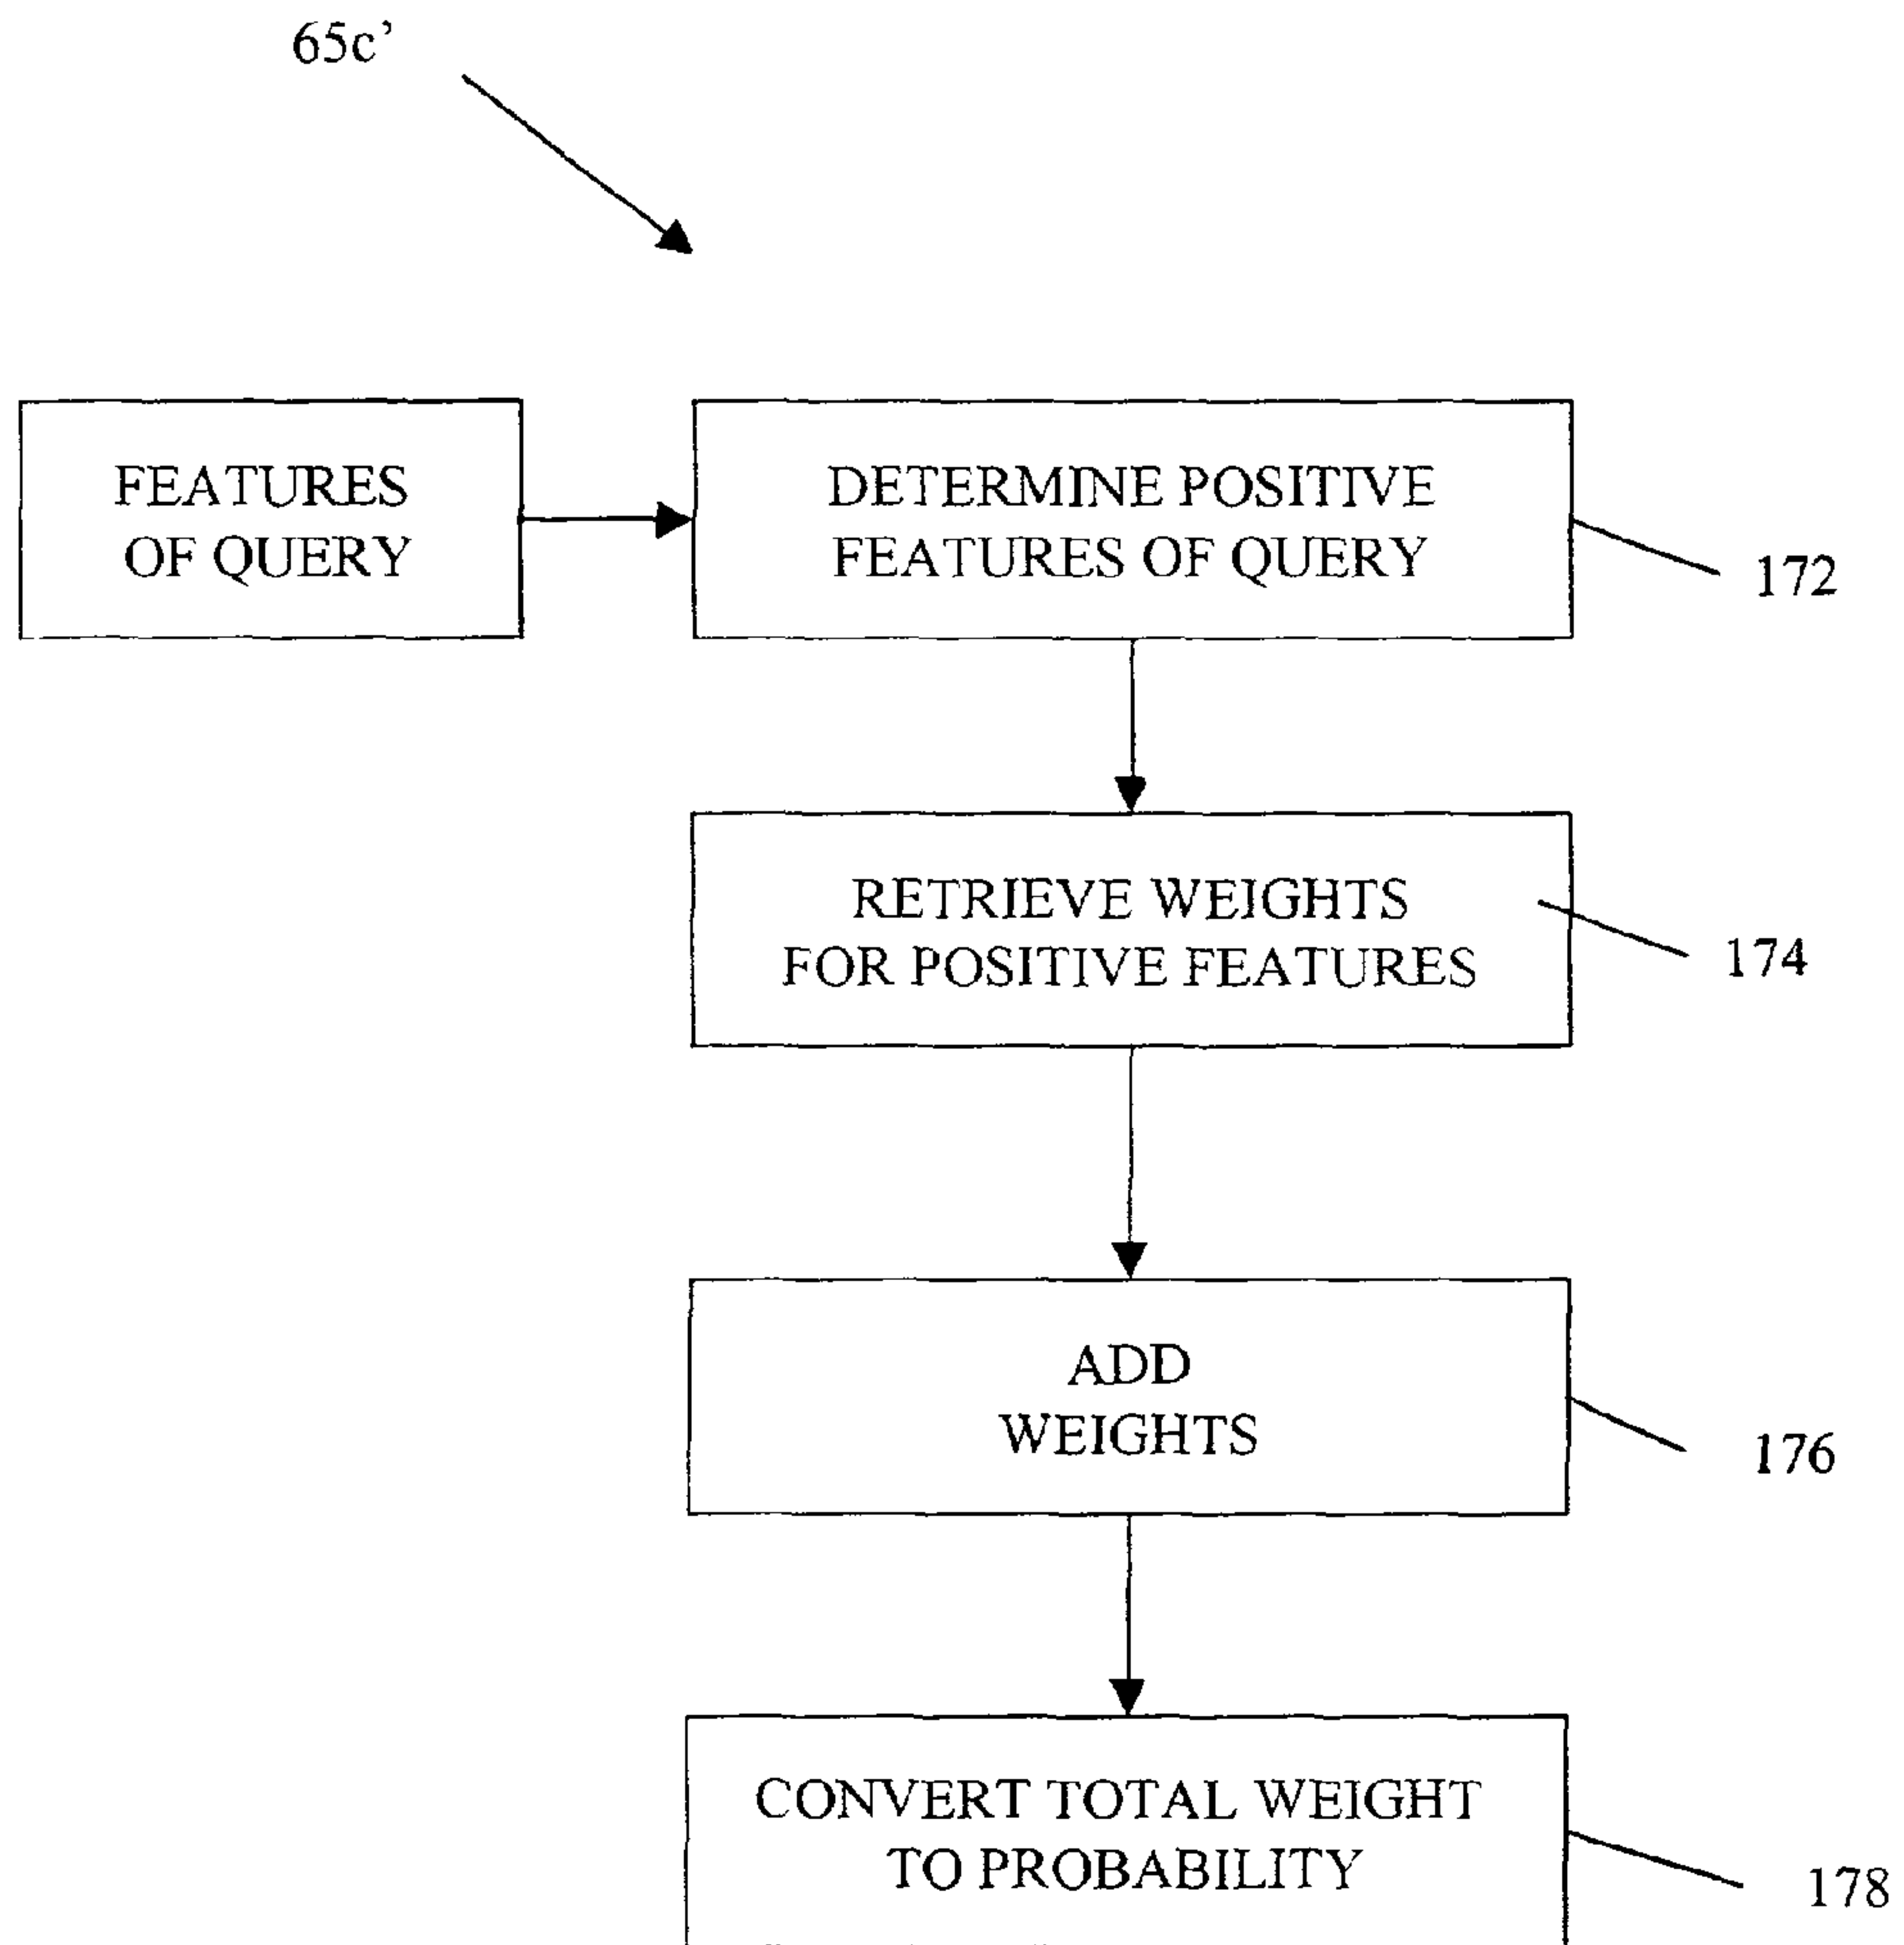 65c’
FEATURES
OF QUERY
DETERMINE POSITIVE
FEATURES OF QUERY
172
RETRIEVE WEIGHTS
FOR POSITIVE FEATURES
174
ADD
WEIGHTS
176
CONVERT TOTAL WEIGHT
TO PROBABILITY
178